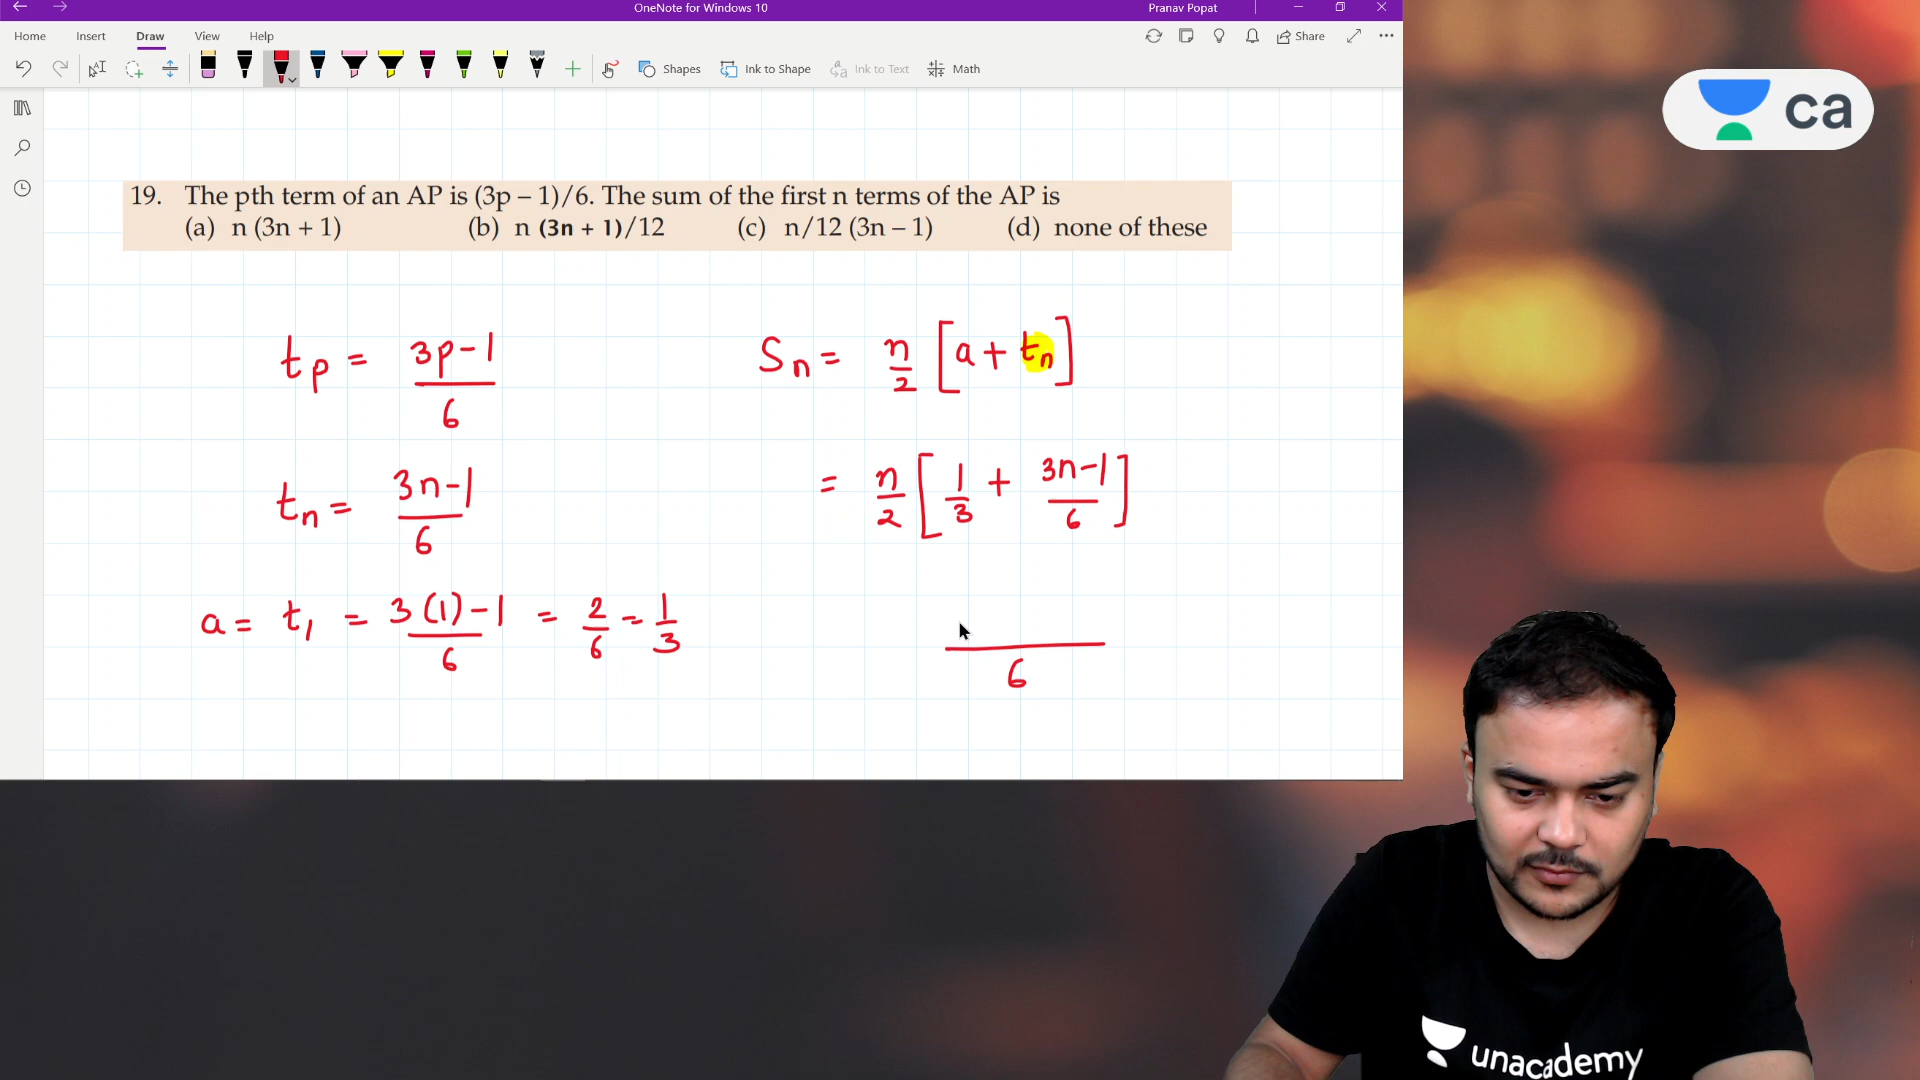 OneNote for Windows 10
Pranav Popat
Home Insert Draw View Help
Share
Shapes Ink to Shape Ink to Text Math
ca
19. The pth term of an AP is (3p – 1)/6. The sum of the first n terms of the AP is
(a) n (3n + 1) (b) n (3n + 1)/12 (c) n/12 (3n – 1) (d) none of these
tp = 3p-1/6
Sn = n/2 [a + tn]
tn = 3n-1/6
= n/2 [1/3 + 3n-1/6]
a = t1 = 3(1)-1/6 = 2/6 = 1/3
6
unacademy